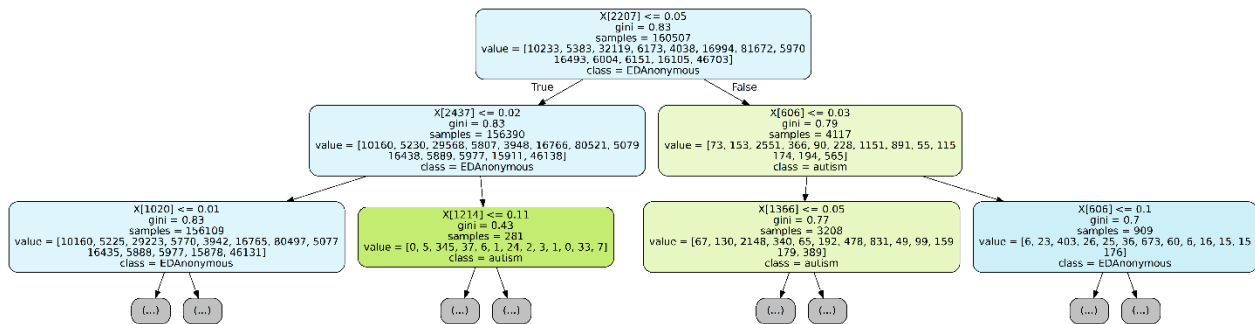 X[2207] <= 0.05
gini = 0.83
samples = 160507
value = [10233, 5383, 32119, 6173, 4038, 16994, 81672, 5970
16493, 6004, 6151, 16105, 46703]
class = EDAnonymous
True
False
X[2437] <= 0.02
gini = 0.83
samples = 156390
value = [10160, 5230, 29568, 5807, 3948, 16766, 80521, 5079
16438, 5889, 5977, 15911, 46138]
class = EDAnonymous
X[606] <= 0.03
gini = 0.79
samples = 4117
value = [73, 153, 2551, 366, 90, 228, 1151, 891, 55, 115
174, 194, 565]
class = autism
X[1020] <= 0.01
gini = 0.83
samples = 156109
value = [10160, 5225, 29223, 5770, 3942, 16765, 80497, 5077
16435, 5888, 5977, 15878, 46131]
class = EDAnonymous
X[1214] <= 0.11
gini = 0.43
samples = 281
value = [0, 5, 345, 37, 6, 1, 24, 2, 3, 1, 0, 33, 7]
class = autism
X[1366] <= 0.05
gini = 0.77
samples = 3208
value = [67, 130, 2148, 340, 65, 192, 478, 831, 49, 99, 159
179, 389]
class = autism
X[606] <= 0.1
gini = 0.7
samples = 909
value = [6, 23, 403, 26, 25, 36, 673, 60, 6, 16, 15, 15
176]
class = EDAnonymous
(...)
(...)
(...)
(...)
(...)
(...)
(...)
(...)